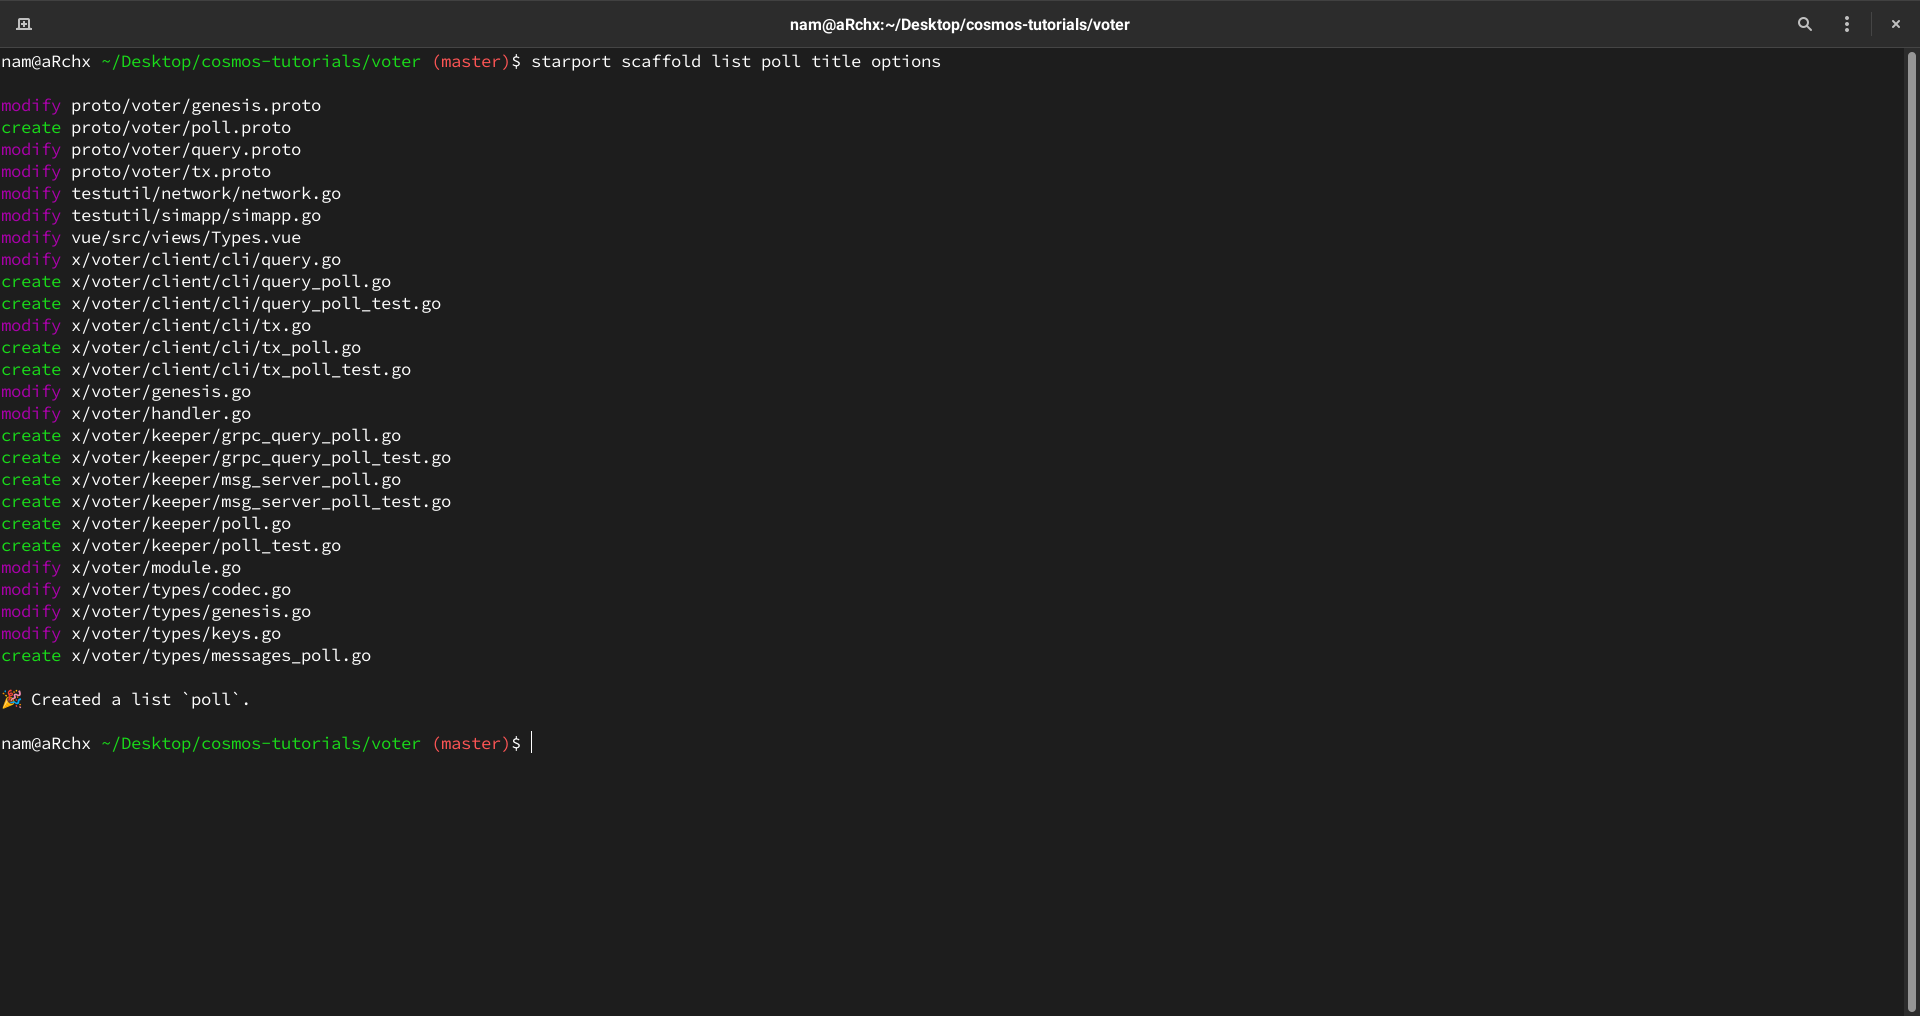 nam@aRchx:~/Desktop/cosmos-tutorials/voter
nam@aRchx ~/Desktop/cosmos-tutorials/voter (master)$ starport scaffold list poll title options
modify proto/voter/genesis.proto
create proto/voter/poll.proto
modify proto/voter/query.proto
modify proto/voter/tx.proto
modify testutil/network/network.go
modify testutil/simapp/simapp.go
modify vue/src/views/Types.vue
modify x/voter/client/cli/query.go
create x/voter/client/cli/query_poll.go
create x/voter/client/cli/query_poll_test.go
modify x/voter/client/cli/tx.go
create x/voter/client/cli/tx_poll.go
create x/voter/client/cli/tx_poll_test.go
modify x/voter/genesis.go
modify x/voter/handler.go
create x/voter/keeper/grpc_query_poll.go
create x/voter/keeper/grpc_query_poll_test.go
create x/voter/keeper/msg_server_poll.go
create x/voter/keeper/msg_server_poll_test.go
create x/voter/keeper/poll.go
create x/voter/keeper/poll_test.go
modify x/voter/module.go
modify x/voter/types/codec.go
modify x/voter/types/genesis.go
modify x/voter/types/keys.go
create x/voter/types/messages_poll.go
🎉 Created a list `poll`.
nam@aRchx ~/Desktop/cosmos-tutorials/voter (master)$